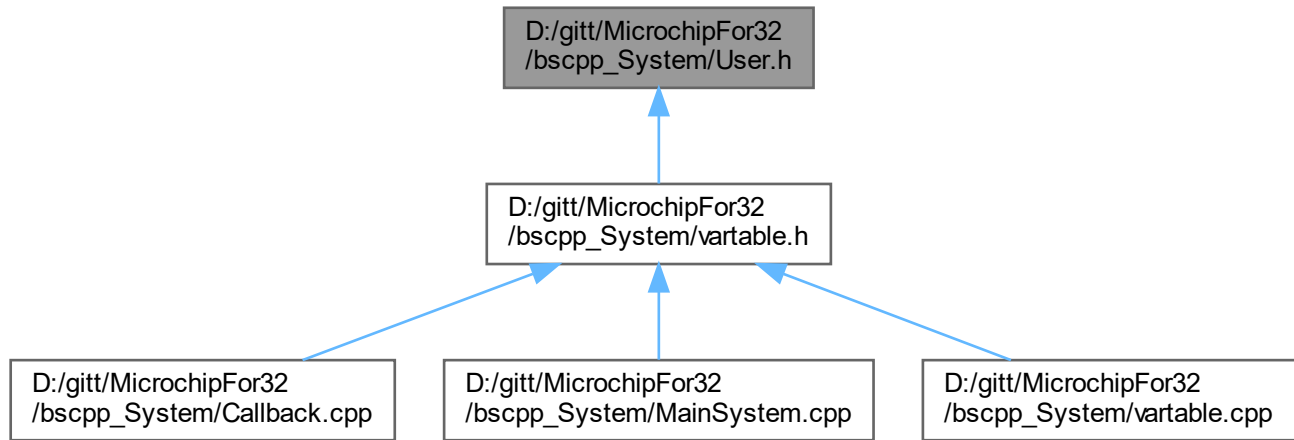 D:/gitt/MicrochipFor32
/bscpp_System/User.h
D:/gitt/MicrochipFor32
/bscpp_System/vartable.h
D:/gitt/MicrochipFor32
/bscpp_System/Callback.cpp
D:/gitt/MicrochipFor32
/bscpp_System/MainSystem.cpp
D:/gitt/MicrochipFor32
/bscpp_System/vartable.cpp